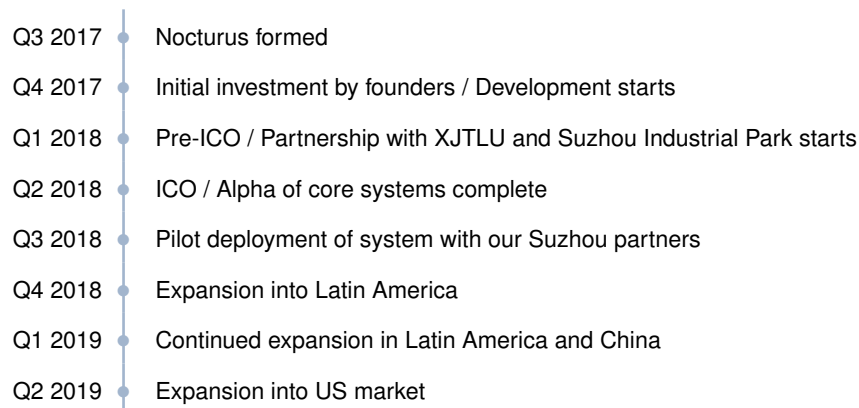 Q3 2017 Nocturus formed
Q4 2017 Initial investment by founders / Development starts
Q1 2018 Pre-ICO / Partnership with XJTLU and Suzhou Industrial Park starts
Q2 2018 ICO / Alpha of core systems complete
Q3 2018 Pilot deployment of system with our Suzhou partners
Q4 2018 Expansion into Latin America
Q1 2019 Continued expansion in Latin America and China
Q2 2019 Expansion into US market